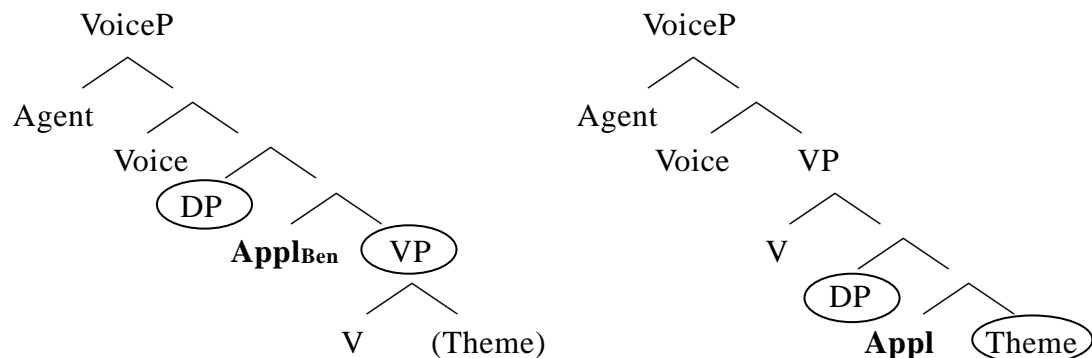 VoiceP VoiceP
Agent Agent
Voice Voice VP
DP
ApplBen VP V
DP
V (Theme) Appl Theme